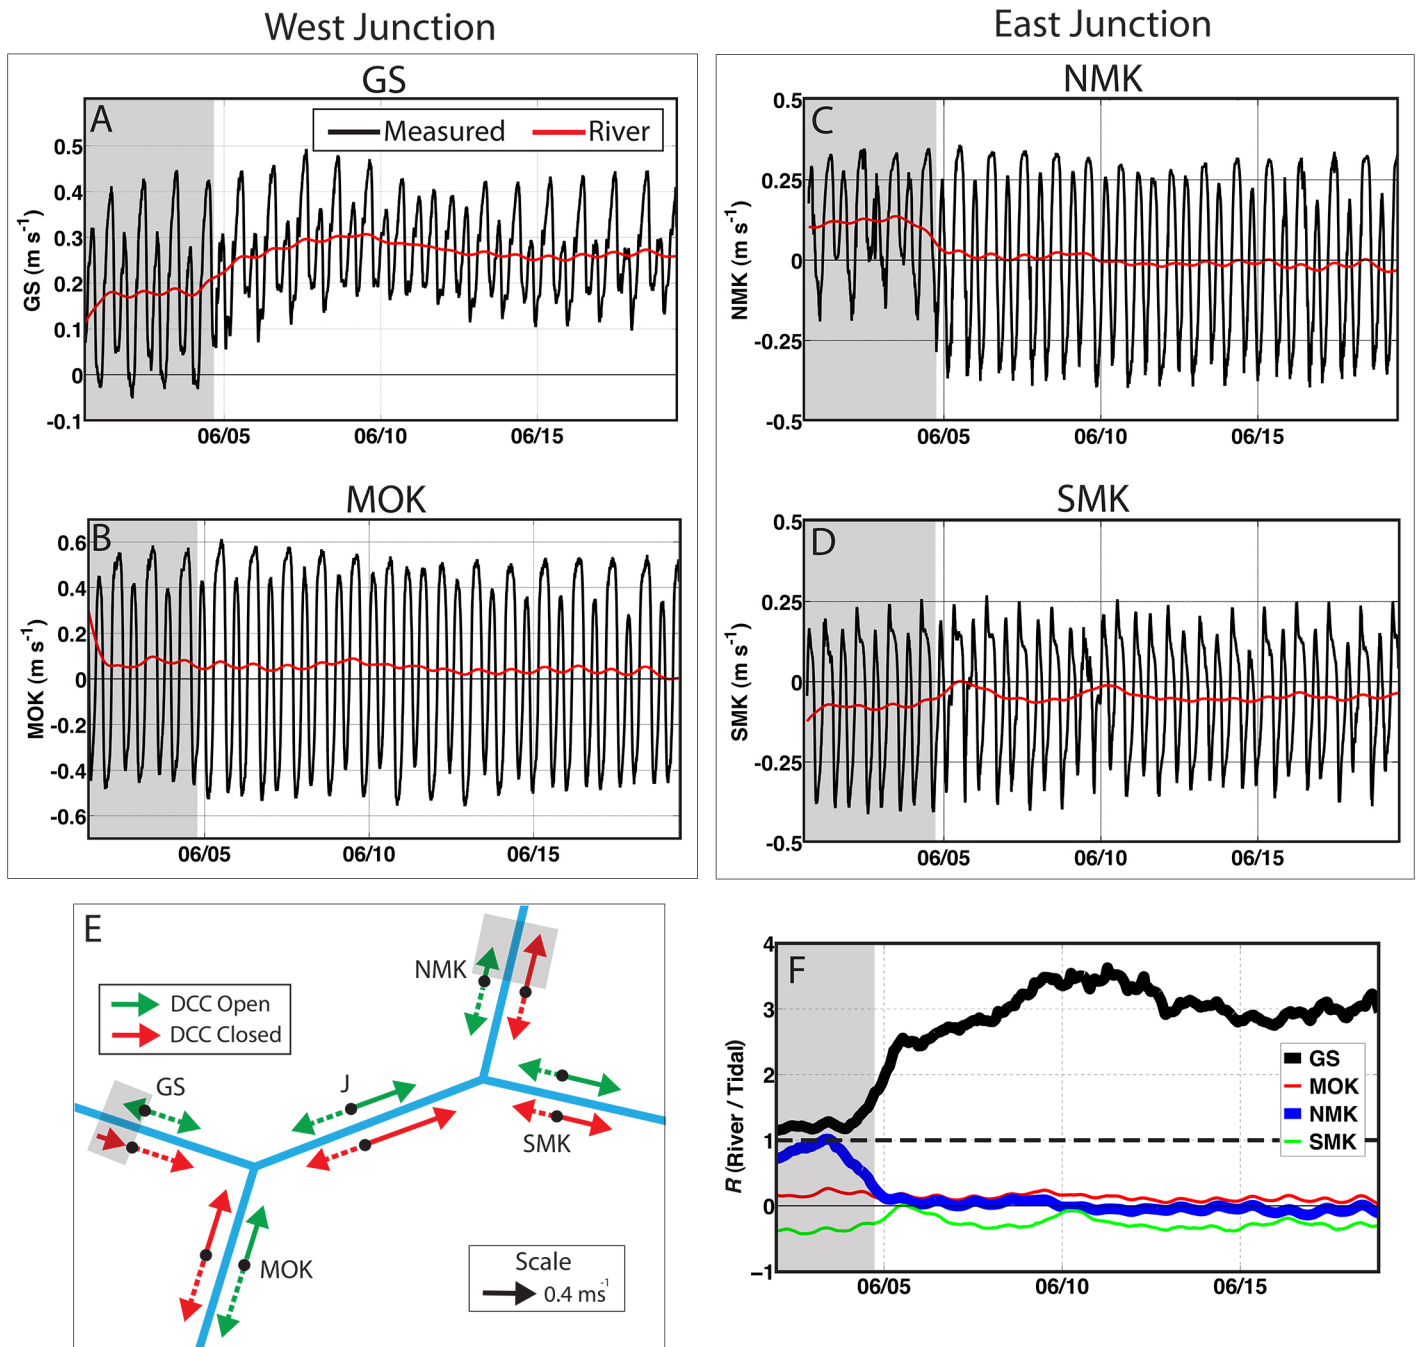 West Junction
East Junction
GS
A
Measured
River
GS (m s-1)
0.5
0.4
0.3
0.2
0.1
0
-0.1
06/05
06/10
06/15
NMK
C
NMK (m s-1)
0.5
0.25
0
-0.25
-0.5
06/05
06/10
06/15
MOK
B
MOK (m s-1)
0.6
0.4
0.2
0
-0.2
-0.4
-0.6
06/05
06/10
06/15
SMK
D
SMK (m s-1)
0.5
0.25
0
-0.25
-0.5
06/05
06/10
06/15
E
NMK
DCC Open
DCC Closed
GS
J
SMK
MOK
Scale
0.4 ms-1
F
R (River / Tidal)
4
3
2
1
0
−1
GS
MOK
NMK
SMK
06/05
06/10
06/15